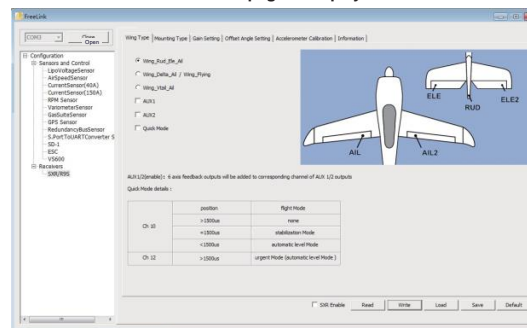 FreeLink
COM3
Open
Configuration
Sensors and Control
LipoVoltageSensor
AirSpeedSensor
CurrentSensor(40A)
CurrentSensor(150A)
RPM Sensor
VariometerSensor
GasSuiteSensor
GPS Sensor
RedundancyBusSensor
S.PortToUARTConverter S
SD-1
ESC
VS600
Receivers
SXR/R9S
Wing Type | Mounting Type | Gain Setting | Offset Angle Setting | Accelerometer Calibration | Information
Wing_Rud_Ele_Ail
Wing_Delta_Ail / Wing_Flying
Wing_Vtail_Ail
AUX1
AUX2
Quick Mode
ELE
RUD
ELE2
AIL
AIL2
AUX1/2(enable): 6 axis feedback outputs will be added to corresponding channel of AUX 1/2 outputs
Quick Mode details :
position flight Mode
Ch 10
>1500us none
=1500us stabilization Mode
<1500us automatic level Mode
Ch 12 >1500us urgent Mode (automatic level Mode )
SXR Enable Read Write Load Save Default